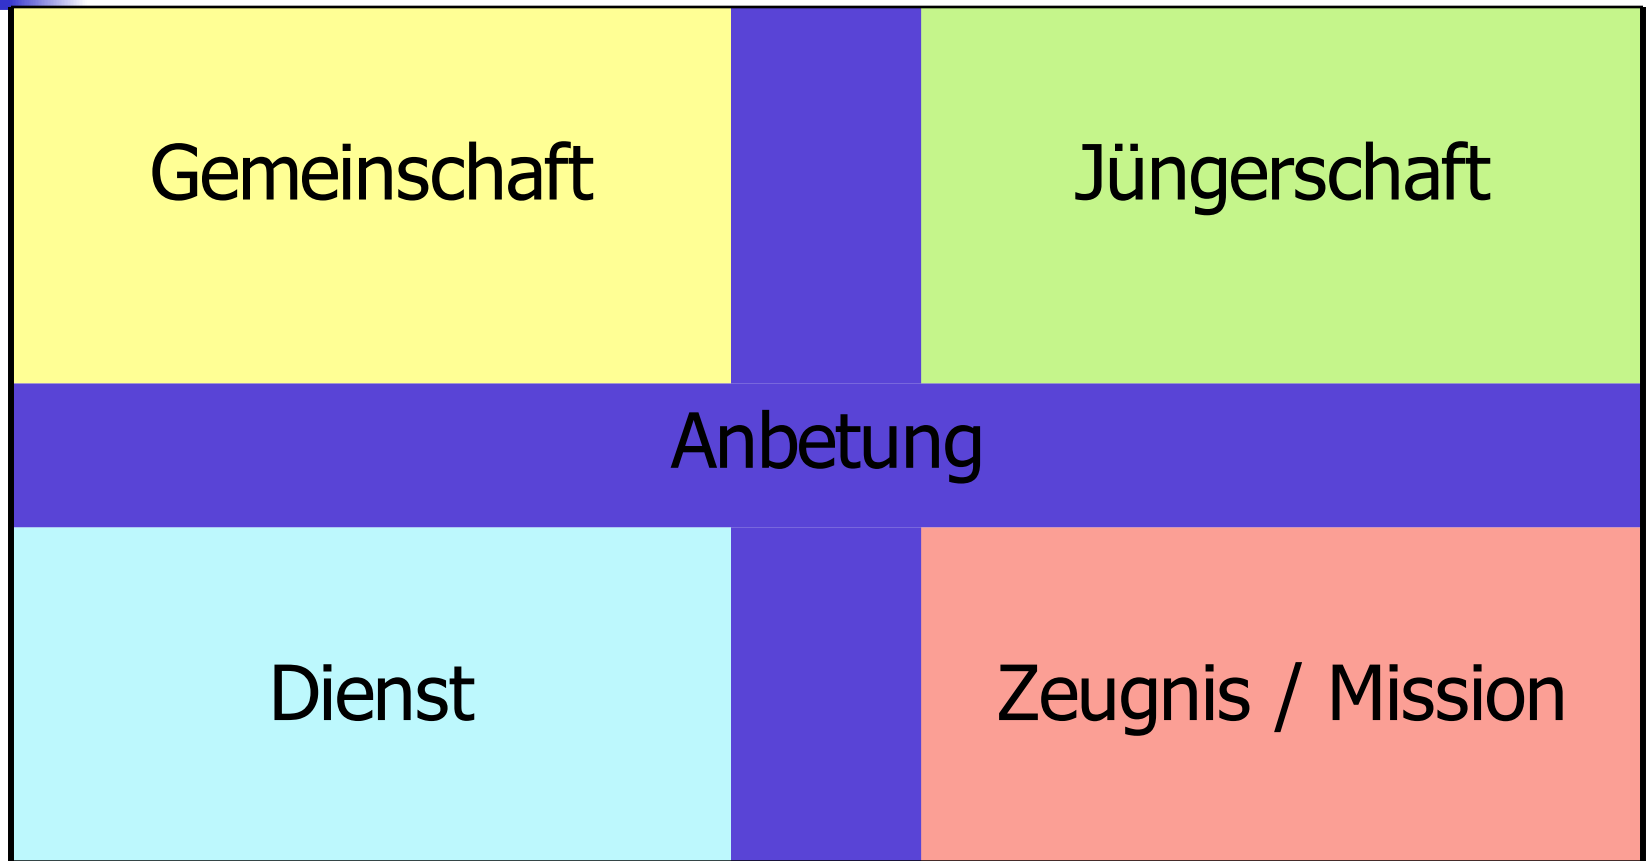 Gemeinschaft
Jüngerschaft
Anbetung
Dienst
Zeugnis / Mission